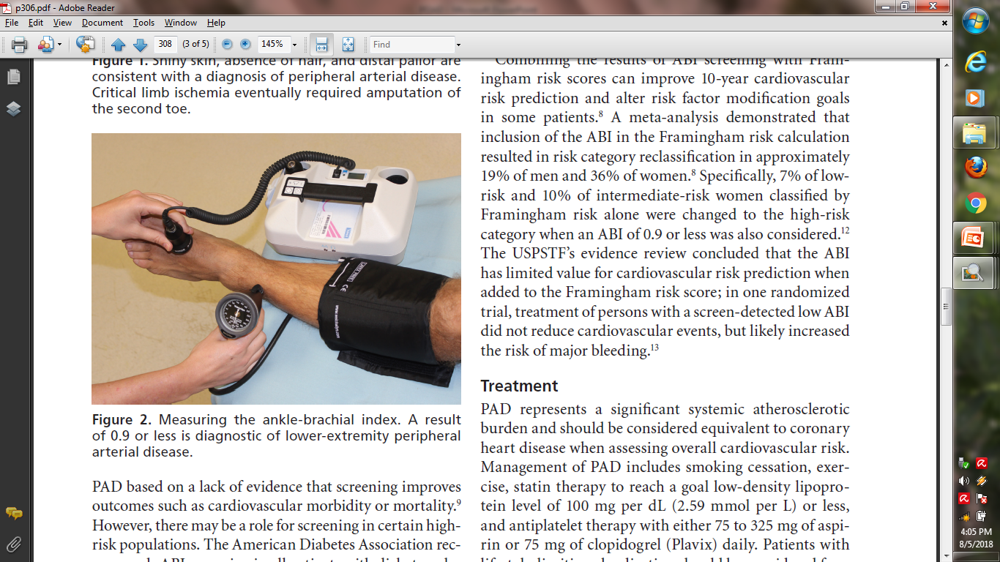 p306.pdf - Adobe Reader
File Edit View Document Tools Window Help
308 (3 of 5) 145% Find
Figure 1. Shiny skin, absence of hair, and distal pallor are
consistent with a diagnosis of peripheral arterial disease.
Critical limb ischemia eventually required amputation of
the second toe.
Figure 2. Measuring the ankle-brachial index. A result
of 0.9 or less is diagnostic of lower-extremity peripheral
arterial disease.
PAD based on a lack of evidence that screening improves
outcomes such as cardiovascular morbidity or mortality.9
However, there may be a role for screening in certain high-
risk populations. The American Diabetes Association rec-
Combining the results of ABI screening with Fram-
ingham risk scores can improve 10-year cardiovascular
risk prediction and alter risk factor modification goals
in some patients.8 A meta-analysis demonstrated that
inclusion of the ABI in the Framingham risk calculation
resulted in risk category reclassification in approximately
19% of men and 36% of women.8 Specifically, 7% of low-
risk and 10% of intermediate-risk women classified by
Framingham risk alone were changed to the high-risk
category when an ABI of 0.9 or less was also considered.12
The USPSTF's evidence review concluded that the ABI
has limited value for cardiovascular risk prediction when
added to the Framingham risk score; in one randomized
trial, treatment of persons with a screen-detected low ABI
did not reduce cardiovascular events, but likely increased
the risk of major bleeding.13
Treatment
PAD represents a significant systemic atherosclerotic
burden and should be considered equivalent to coronary
heart disease when assessing overall cardiovascular risk.
Management of PAD includes smoking cessation, exer-
cise, statin therapy to reach a goal low-density lipopro-
tein level of 100 mg per dL (2.59 mmol per L) or less,
and antiplatelet therapy with either 75 to 325 mg of aspi-
rin or 75 mg of clopidogrel (Plavix) daily. Patients with
4:05 PM
8/5/2018